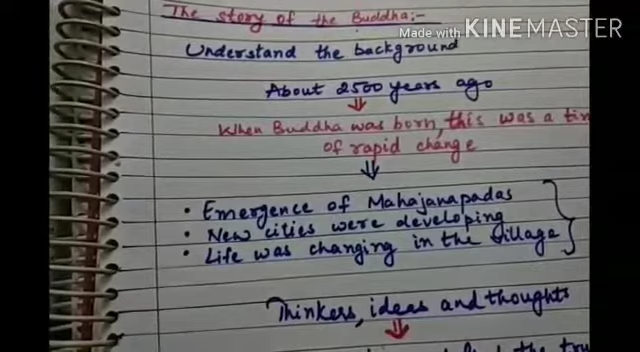 The story of the Buddha:-
Made with KINEMASTER
Understand the background
About 2500 years ago
When Buddha was born, this was a
of rapid change
• Emergence of Mahajanapadas
• New cities were developing
• Life was changing in the village
Thinkers, ideas and thoughts
the